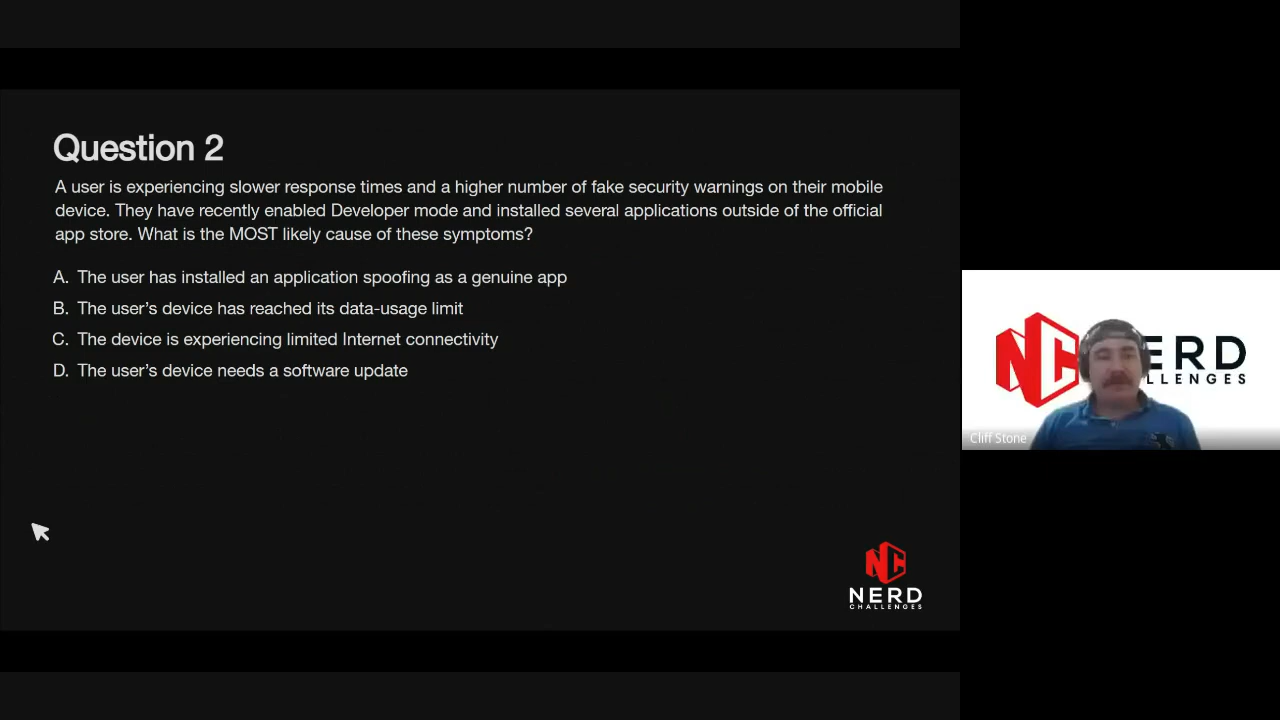 Question 2
A user is experiencing slower response times and a higher number of fake security warnings on their mobile
device. They have recently enabled Developer mode and installed several applications outside of the official
app store. What is the MOST likely cause of these symptoms?
A. The user has installed an application spoofing as a genuine app
B. The user’s device has reached its data-usage limit
C. The device is experiencing limited Internet connectivity
D. The user’s device needs a software update
NC
NERD
CHALLENGES
NC ERD
LLENGES
Cliff Stone